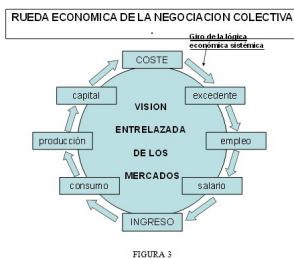 RUEDA ECONOMICA DE LA NEGOCIACION COLECTIVA
.
Giro de la lógica
económica sistémica
COSTE
capital
excedente
VISION
ENTRELAZADA
DE LOS
MERCADOS
producción
empleo
consumo
salario
INGRESO
FIGURA 3